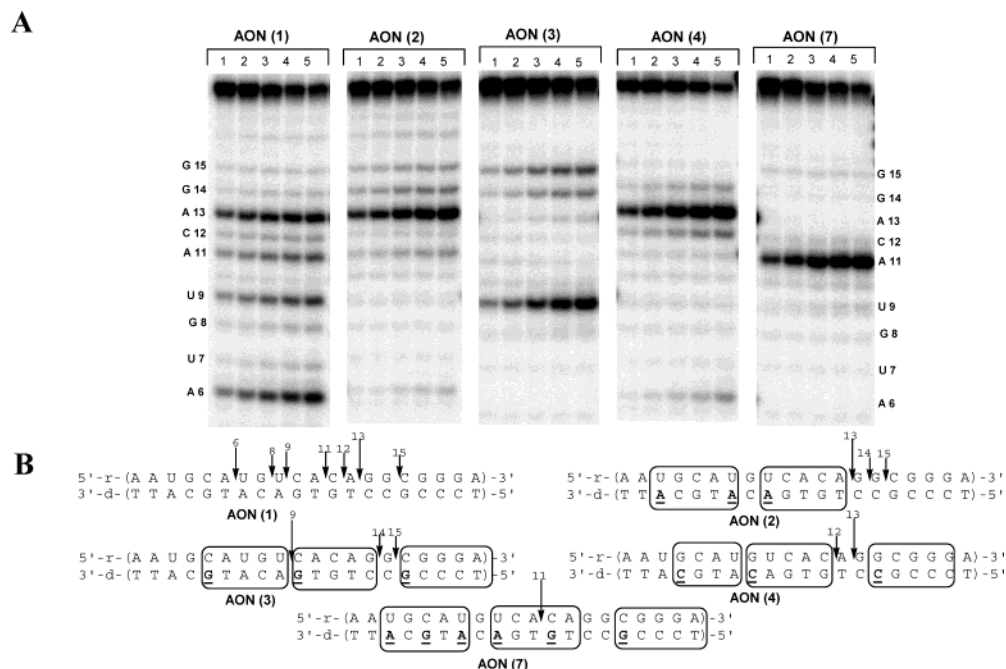 A
AON (1) AON (2) AON (3) AON (4) AON (7)
1 2 3 4 5 1 2 3 4 5 1 2 3 4 5 1 2 3 4 5 1 2 3 4 5
G 15 G 15
G 14 G 14
A 13 A 13
C 12 C 12
A 11 A 11
U 9 U 9
G 8 G 8
U 7 U 7
A 6 A 6
B
6 8 9 11 12 13 15
5'-r-(A A U G C A U G U C A C A G G C G G G A)-3'
3'-d-(T T A C G T A C A G T G T C C G C C C T)-5'
AON (1)
13 14 15
5'-r-(A A U G C A U G U C A C A G G C G G G A)-3'
3'-d-(T T A C G T A C A G T G T C C G C C C T)-5'
AON (2)
9 14 15
5'-r-(A A U G C A U G U C A C A G G C G G G A)-3'
3'-d-(T T A C G T A C A G T G T C C G C C C T)-5'
AON (3)
12 13
5'-r-(A A U G C A U G U C A C A G G C G G G A)-3'
3'-d-(T T A C G T A C A G T G T C C G C C C T)-5'
AON (4)
11
5'-r-(A A U G C A U G U C A C A G G C G G G A)-3'
3'-d-(T T A C G T A C A G T G T C C G C C C T)-5'
AON (7)